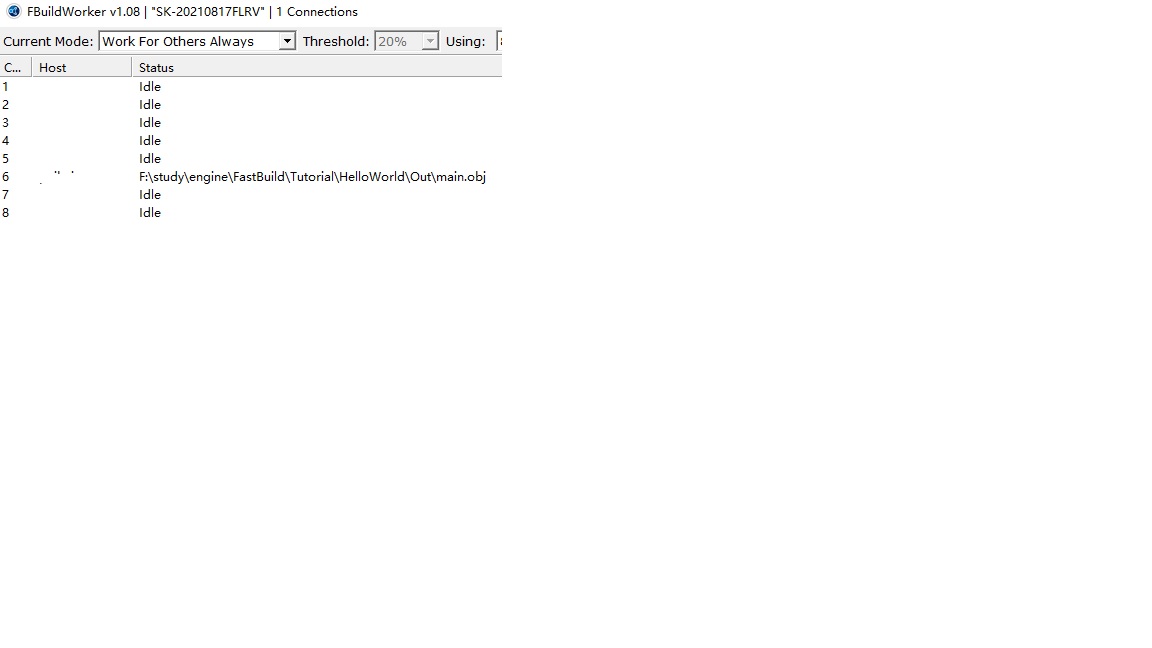 FBuildWorker v1.08 | "SK-20210817FLRV" | 1 Connections
Current Mode: Work For Others Always Threshold: 20% Using:
C... Host Status
1 Idle
2 Idle
3 Idle
4 Idle
5 Idle
6 F:\study\engine\FastBuild\Tutorial\HelloWorld\Out\main.obj
7 Idle
8 Idle